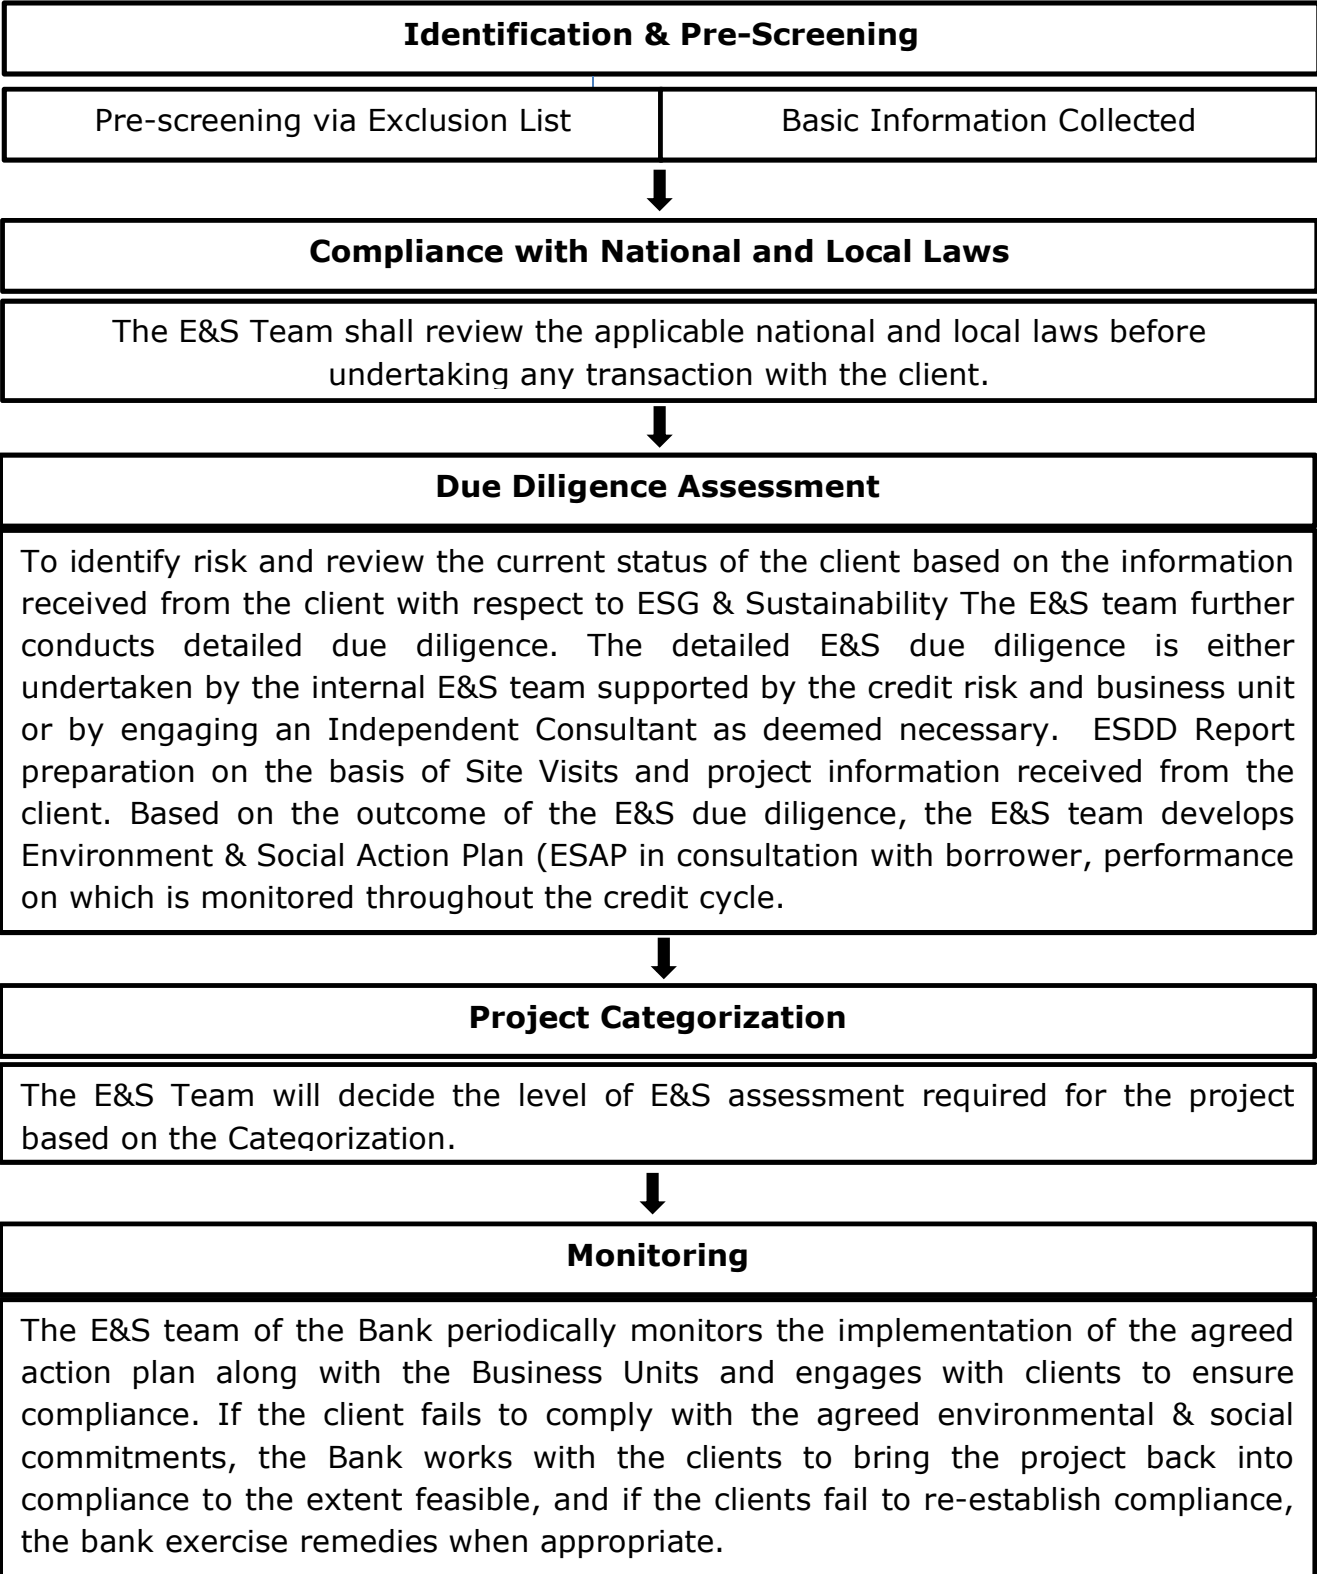 Identification & Pre-Screening
Pre-screening via Exclusion List
Basic Information Collected
Compliance with National and Local Laws
The E&S Team shall review the applicable national and local laws before
undertaking any transaction with the client.
Due Diligence Assessment
To identify risk and review the current status of the client based on the information
received from the client with respect to ESG & Sustainability The E&S team further
conducts detailed due diligence. The detailed E&S due diligence is either
undertaken by the internal E&S team supported by the credit risk and business unit
or by engaging an Independent Consultant as deemed necessary. ESDD Report
preparation on the basis of Site Visits and project information received from the
client. Based on the outcome of the E&S due diligence, the E&S team develops
Environment & Social Action Plan (ESAP in consultation with borrower, performance
on which is monitored throughout the credit cycle.
Project Categorization
The E&S Team will decide the level of E&S assessment required for the project
based on the Categorization.
Monitoring
The E&S team of the Bank periodically monitors the implementation of the agreed
action plan along with the Business Units and engages with clients to ensure
compliance. If the client fails to comply with the agreed environmental & social
commitments, the Bank works with the clients to bring the project back into
compliance to the extent feasible, and if the clients fail to re-establish compliance,
the bank exercise remedies when appropriate.